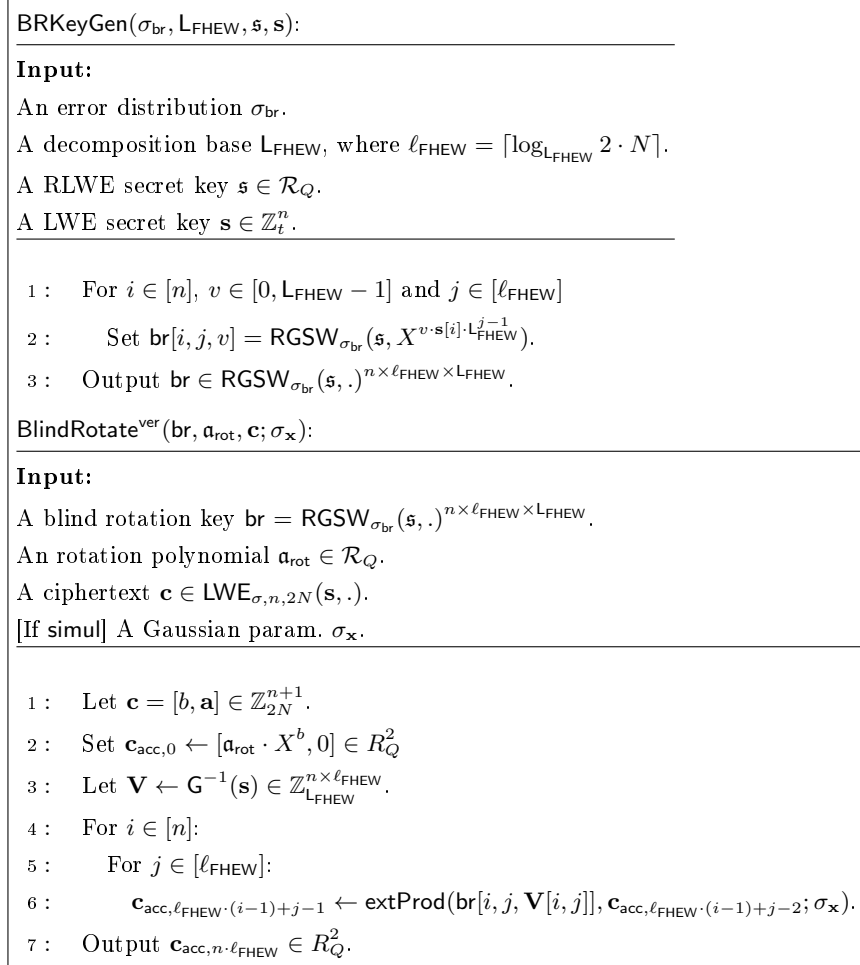 BRKeyGen(σ_br, L_FHEW, 𝔰, 𝐬):
Input:
An error distribution σ_br.
A decomposition base L_FHEW, where ℓ_FHEW = ⌈log_{L_FHEW} 2 · N⌉.
A RLWE secret key 𝔰 ∈ ℛ_Q.
A LWE secret key 𝐬 ∈ ℤ_t^n.
1 : For i ∈ [n], v ∈ [0, L_FHEW − 1] and j ∈ [ℓ_FHEW]
2 : Set br[i, j, v] = RGSW_{σ_br}(𝔰, X^{v·𝐬[i]·L_FHEW^{j−1}}).
3 : Output br ∈ RGSW_{σ_br}(𝔰, .)^{n×ℓ_FHEW×L_FHEW}.
BlindRotate^ver(br, 𝔞_rot, 𝐜; σ_𝐱):
Input:
A blind rotation key br = RGSW_{σ_br}(𝔰, .)^{n×ℓ_FHEW×L_FHEW}.
An rotation polynomial 𝔞_rot ∈ ℛ_Q.
A ciphertext 𝐜 ∈ LWE_{σ,n,2N}(𝐬, .).
[If simul] A Gaussian param. σ_𝐱.
1 : Let 𝐜 = [b, 𝐚] ∈ ℤ_{2N}^{n+1}.
2 : Set 𝐜_{acc,0} ← [𝔞_rot · X^b, 0] ∈ R_Q^2
3 : Let 𝐕 ← G^{−1}(𝐬) ∈ ℤ_{L_FHEW}^{n×ℓ_FHEW}.
4 : For i ∈ [n]:
5 : For j ∈ [ℓ_FHEW]:
6 : 𝐜_{acc,ℓ_FHEW·(i−1)+j−1} ← extProd(br[i, j, 𝐕[i, j]], 𝐜_{acc,ℓ_FHEW·(i−1)+j−2}; σ_𝐱).
7 : Output 𝐜_{acc,n·ℓ_FHEW} ∈ R_Q^2.